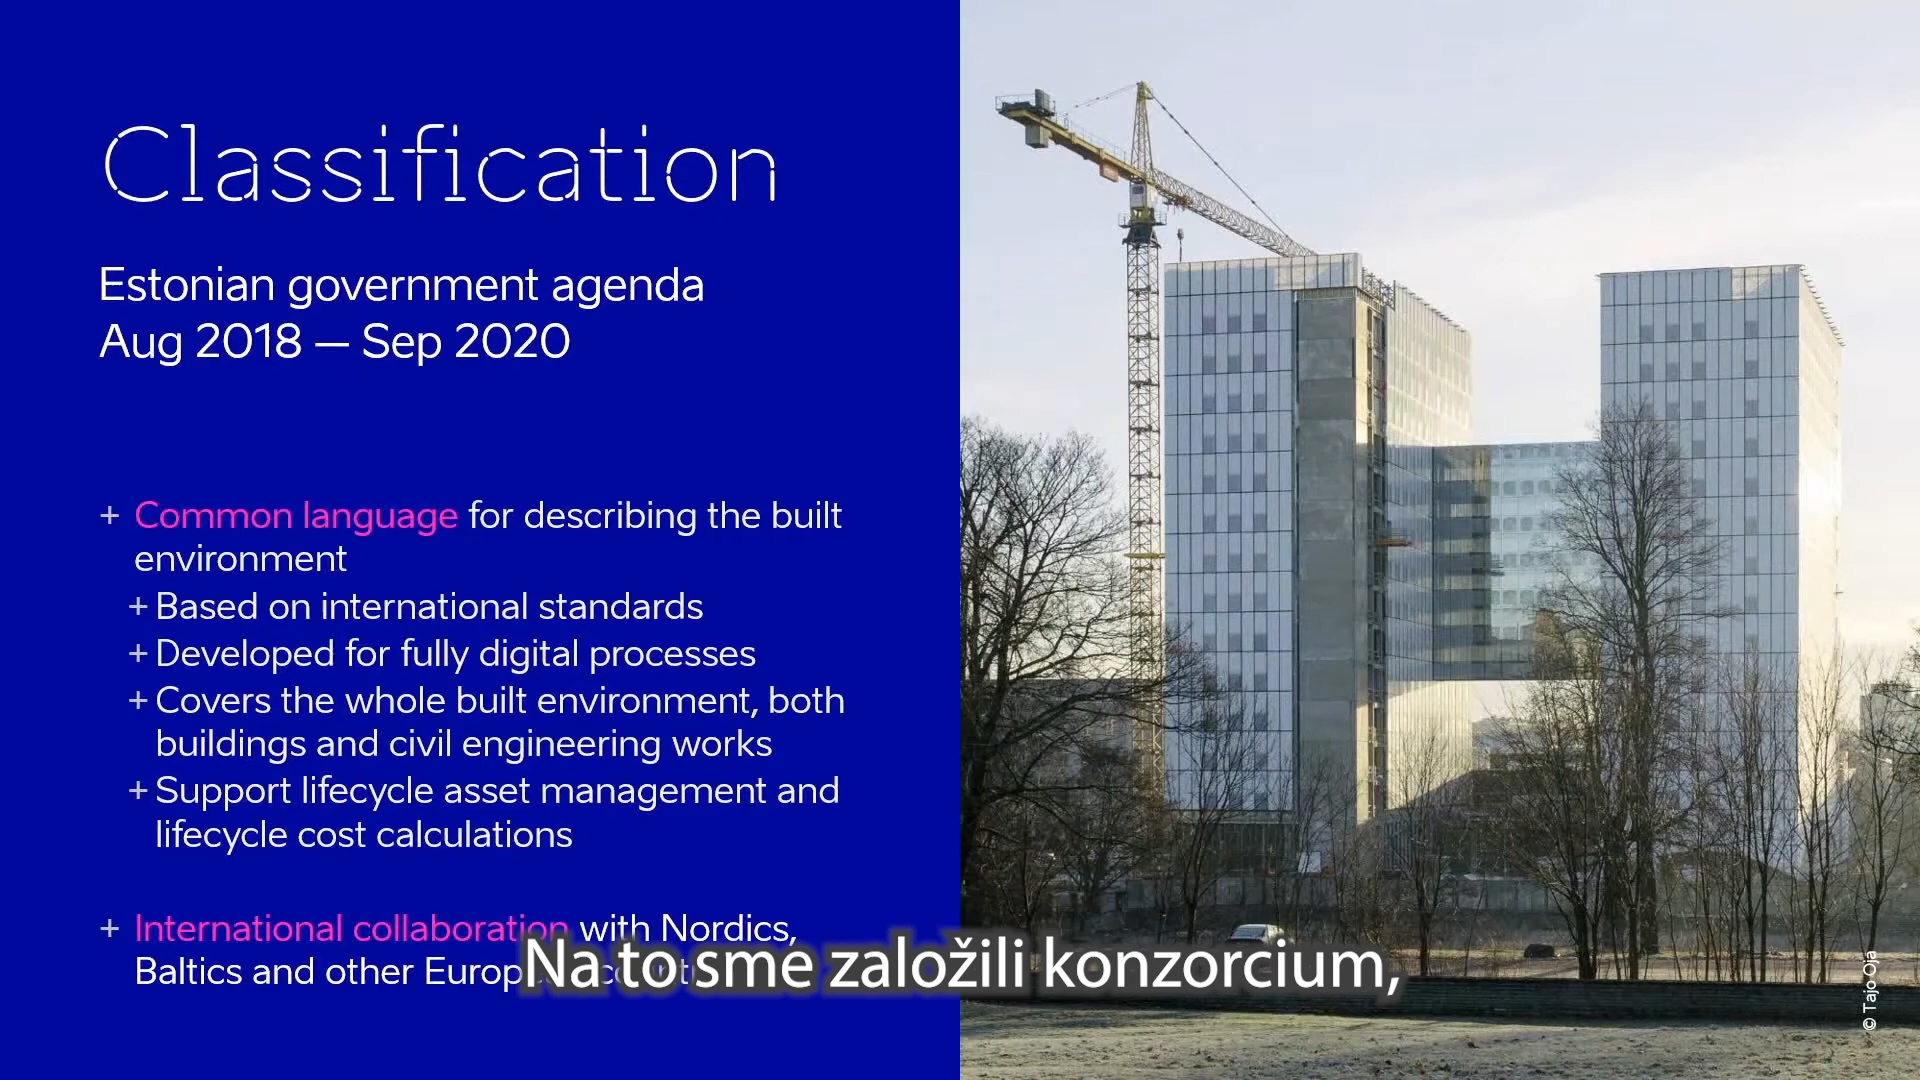 Classification
Estonian government agenda
Aug 2018 — Sep 2020
+ Common language for describing the built
environment
+ Based on international standards
+ Developed for fully digital processes
+ Covers the whole built environment, both
buildings and civil engineering works
+ Support lifecycle asset management and
lifecycle cost calculations
+ International collaboration with Nordics,
Baltics and other
Na to sme založili konzorcium,
© Tajo Oja